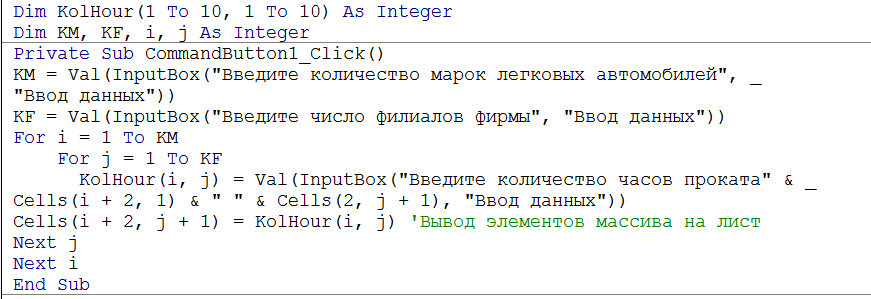 Dim KolHour(1 To 10, 1 To 10) As Integer
Dim KM, KF, i, j As Integer
Private Sub CommandButton1_Click()
KM = Val(InputBox("Введите количество марок легковых автомобилей", _
"Ввод данных"))
KF = Val(InputBox("Введите число филиалов фирмы", "Ввод данных"))
For i = 1 To KM
    For j = 1 To KF
      KolHour(i, j) = Val(InputBox("Введите количество часов проката" & _
Cells(i + 2, 1) & " " & Cells(2, j + 1), "Ввод данных"))
Cells(i + 2, j + 1) = KolHour(i, j) 'Вывод элементов массива на лист
Next j
Next i
End Sub